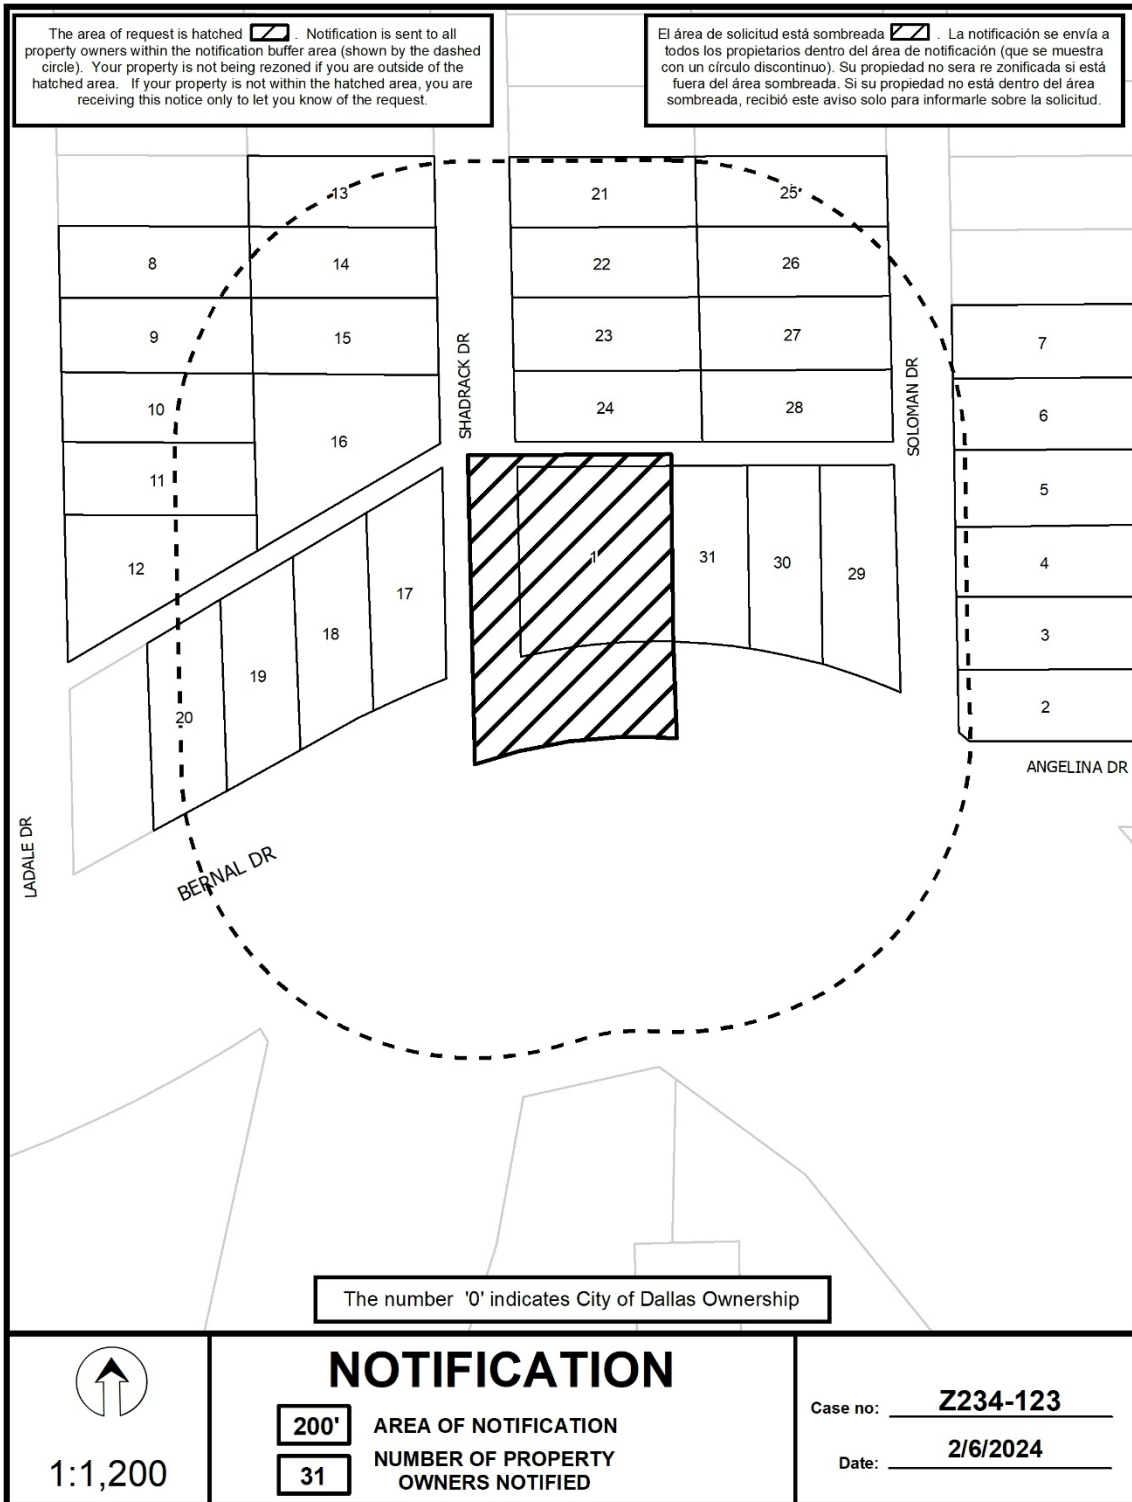 The area of request is hatched . Notification is sent to all
property owners within the notification buffer area (shown by the dashed
circle). Your property is not being rezoned if you are outside of the
hatched area. If your property is not within the hatched area, you are
receiving this notice only to let you know of the request.
El área de solicitud está sombreada . La notificación se envía a
todos los propietarios dentro del área de notificación (que se muestra
con un círculo discontinuo). Su propiedad no sera re zonificada si está
fuera del área sombreada. Si su propiedad no está dentro del área
sombreada, recibió este aviso solo para informarle sobre la solicitud.
13
21
25
8
14
22
26
9
15
23
27
7
10
16
24
28
6
11
5
12
17
1
31
30
29
4
18
3
19
20
2
SHADRACK DR
SOLOMAN DR
ANGELINA DR
LADALE DR
BERNAL DR
The number '0' indicates City of Dallas Ownership
1:1,200
NOTIFICATION
200' AREA OF NOTIFICATION
31 NUMBER OF PROPERTY
OWNERS NOTIFIED
Case no: Z234-123
Date: 2/6/2024